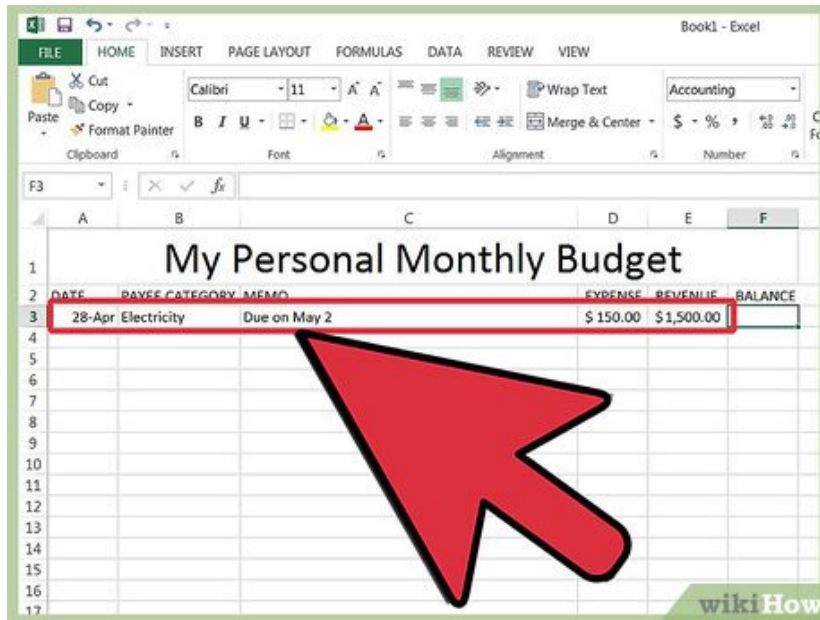 Book1 - Excel
FILE HOME INSERT PAGE LAYOUT FORMULAS DATA REVIEW VIEW
Cut
Copy
Format Painter
Paste
Calibri 11 A A
B I U A
Wrap Text
Merge & Center
Accounting
$ % ,
Clipboard Font Alignment Number
F3 fx
A B C D E F
1 My Personal Monthly Budget
2 DATE PAYEE CATEGORY MEMO EXPENSE REVENUE BALANCE
3 28-Apr Electricity Due on May 2 $ 150.00 $1,500.00
4
5
6
7
8
9
10
11
12
13
14
15
16
17
wikiHow